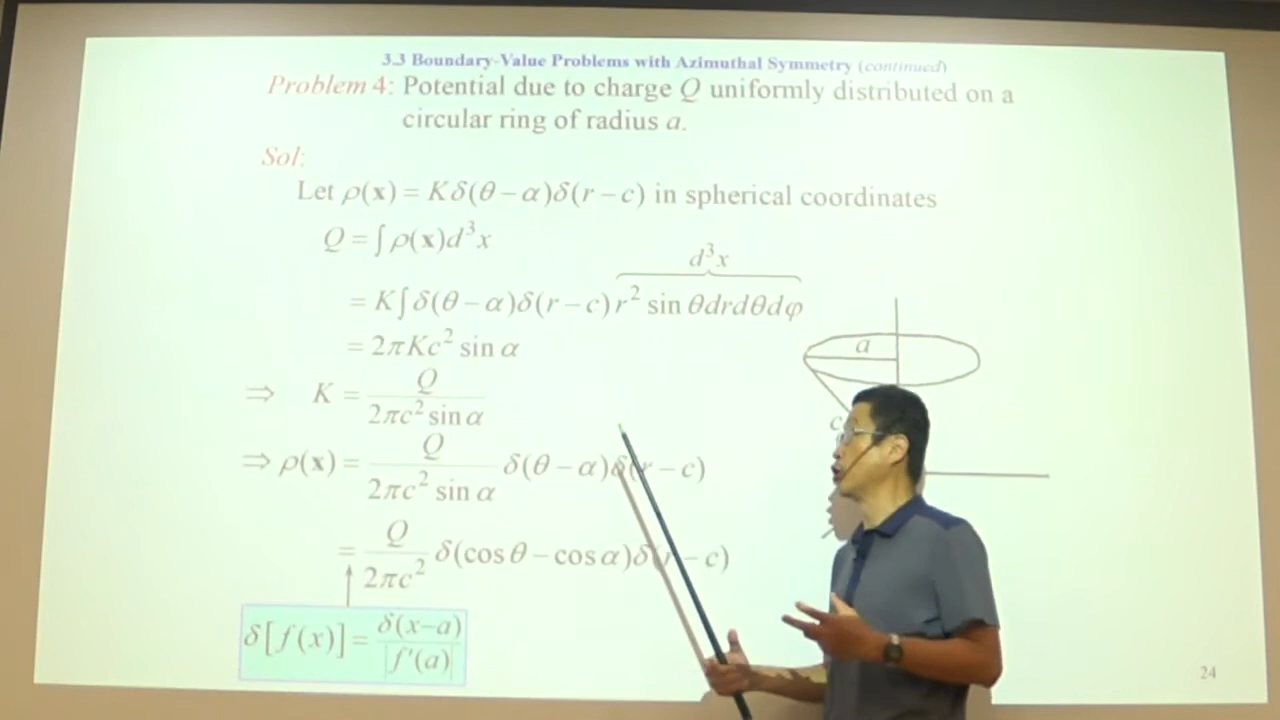 3.3 Boundary-Value Problems with Azimuthal Symmetry (continued)
Problem 4: Potential due to charge Q uniformly distributed on a
circular ring of radius a.
Sol:
Let ρ(x) = Kδ(θ−α)δ(r−c) in spherical coordinates
Q = ∫ρ(x)d³x
d³x
= K∫δ(θ−α)δ(r−c)r² sin θdrdθdφ
= 2πKc² sin α
⇒ K = Q / 2πc² sin α
⇒ ρ(x) = Q / 2πc² sin α δ(θ−α)δ(r−c)
= Q / 2πc² δ(cos θ − cos α)δ(r−c)
δ[f(x)] = δ(x−a) / |f′(a)|
a
c
24